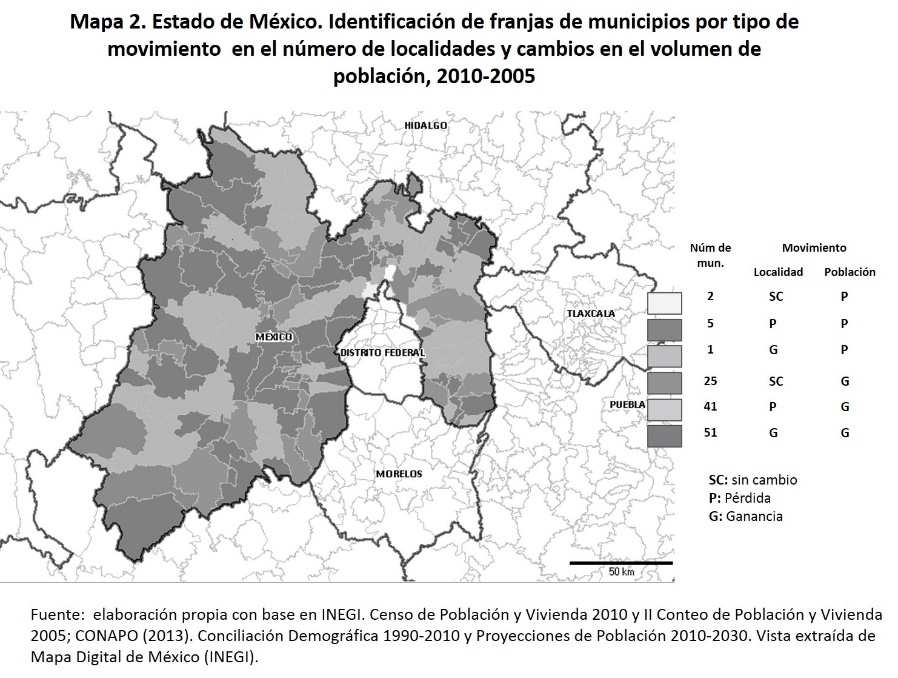 Mapa 2. Estado de México. Identificación de franjas de municipios por tipo de
movimiento en el número de localidades y cambios en el volumen de
población, 2010-2005
HIDALGO
TLAXCALA
MÉXICO
DISTRITO FEDERAL
PUEBLA
MORELOS
50 km
Núm de mun.
Movimiento
Localidad Población
2 SC P
5 P P
1 G P
25 SC G
41 P G
51 G G
SC: sin cambio
P: Pérdida
G: Ganancia
Fuente: elaboración propia con base en INEGI. Censo de Población y Vivienda 2010 y II Conteo de Población y Vivienda
2005; CONAPO (2013). Conciliación Demográfica 1990-2010 y Proyecciones de Población 2010-2030. Vista extraída de
Mapa Digital de México (INEGI).